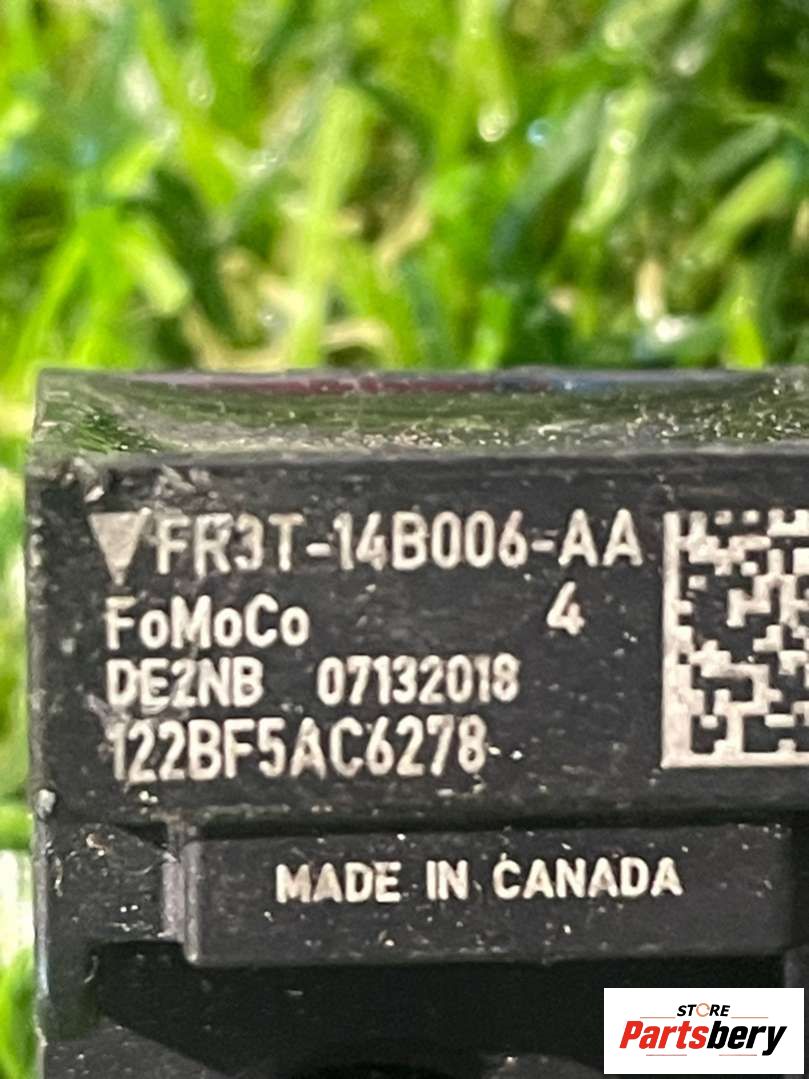 FR3T-14B006-AA
FoMoCo 4
DE2NB 07132018
122BF5AC6278
MADE IN CANADA
STORE
Partsbery